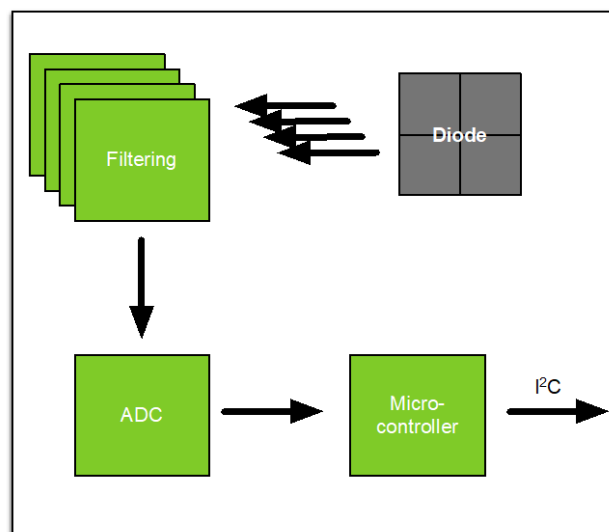 Filtering
Diode
ADC
Micro-
controller
I²C